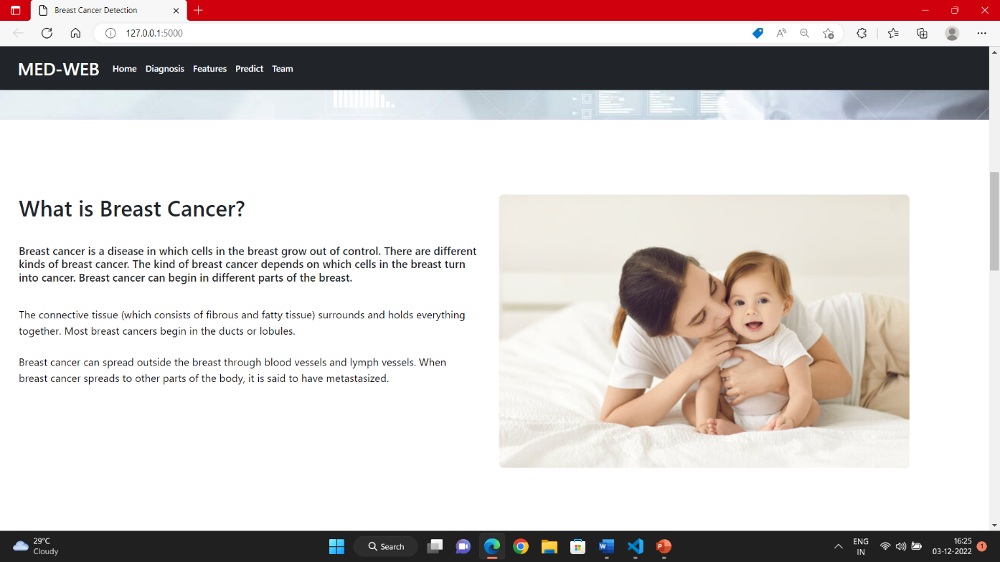 Breast Cancer Detection
127.0.0.1:5000
MED-WEB Home Diagnosis Features Predict Team
What is Breast Cancer?
Breast cancer is a disease in which cells in the breast grow out of control. There are different
kinds of breast cancer. The kind of breast cancer depends on which cells in the breast turn
into cancer. Breast cancer can begin in different parts of the breast.
The connective tissue (which consists of fibrous and fatty tissue) surrounds and holds everything
together. Most breast cancers begin in the ducts or lobules.
Breast cancer can spread outside the breast through blood vessels and lymph vessels. When
breast cancer spreads to other parts of the body, it is said to have metastasized.
29°C
Cloudy
Search
ENG
IN
16:25
03-12-2022
1